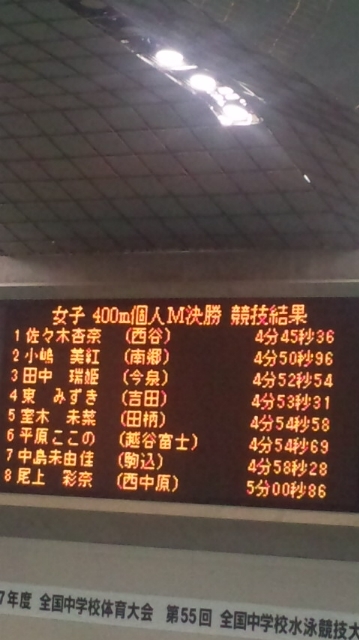 女子 400m個人M決勝 競技結果
1 佐々木杏奈 (西谷) 4分45秒36
2 小嶋 美紅 (南郷) 4分50秒96
3 田中 瑞姫 (今泉) 4分52秒54
4 東 みずき (吉田) 4分53秒31
5 室木 未菜 (田柄) 4分54秒58
6 平原ここの (越谷富士) 4分54秒69
7 中島未由佳 (駒込) 4分58秒28
8 尾上 彩奈 (西中原) 5分00秒86
7年度 全国中学校体育大会 第55回 全国中学校水泳競技大